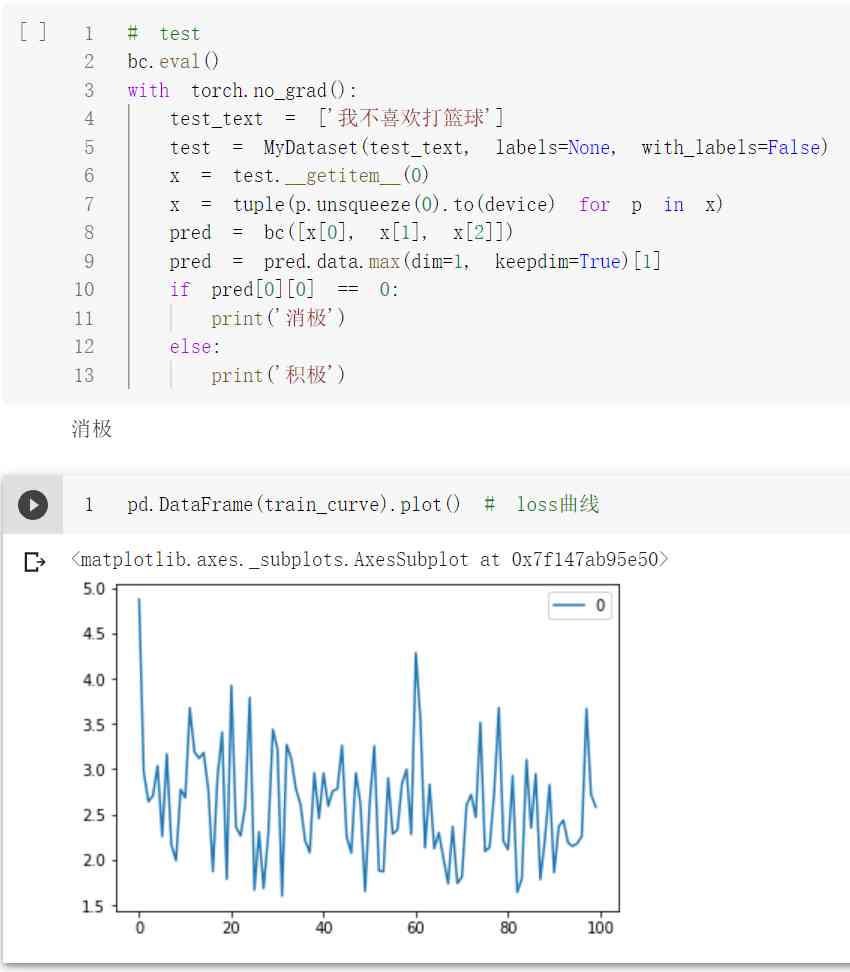 [ ] 1 # test
2 bc.eval()
3 with torch.no_grad():
4 test_text = ['我不喜欢打篮球']
5 test = MyDataset(test_text, labels=None, with_labels=False)
6 x = test.__getitem__(0)
7 x = tuple(p.unsqueeze(0).to(device) for p in x)
8 pred = bc([x[0], x[1], x[2]])
9 pred = pred.data.max(dim=1, keepdim=True)[1]
10 if pred[0][0] == 0:
11 print('消极')
12 else:
13 print('积极')
消极
1 pd.DataFrame(train_curve).plot() # loss曲线
<matplotlib.axes._subplots.AxesSubplot at 0x7f147ab95e50>
0
5.0
4.5
4.0
3.5
3.0
2.5
2.0
1.5
0 20 40 60 80 100